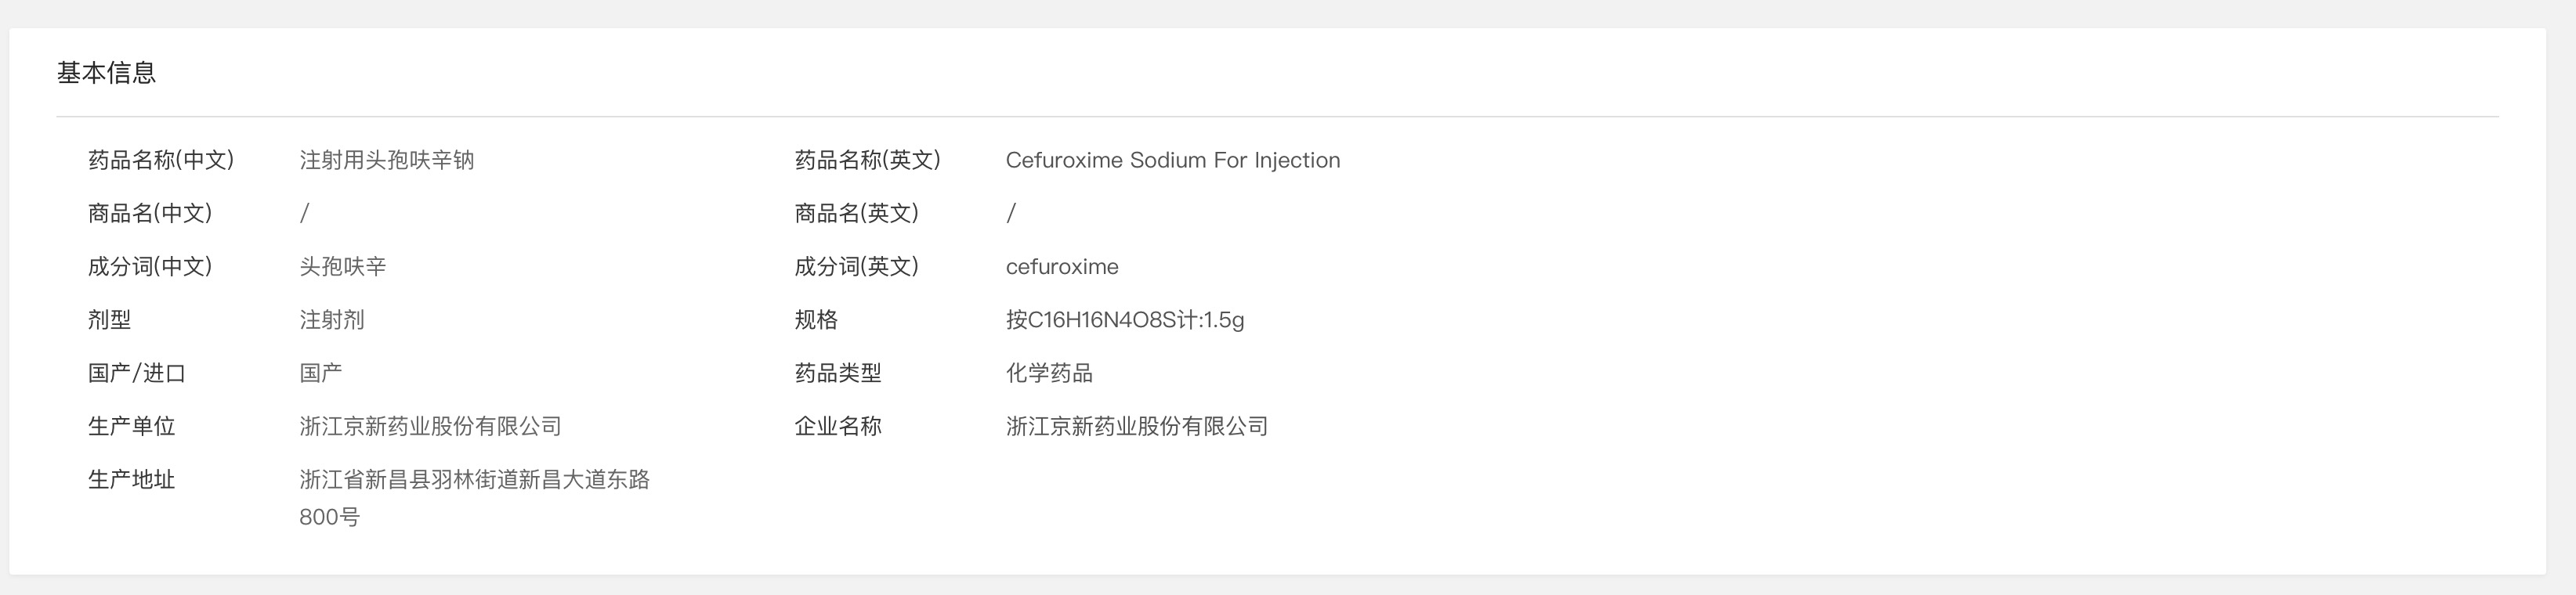 基本信息
药品名称(中文) 注射用头孢呋辛钠 药品名称(英文) Cefuroxime Sodium For Injection
商品名(中文) / 商品名(英文) /
成分词(中文) 头孢呋辛 成分词(英文) cefuroxime
剂型 注射剂 规格 按C16H16N4O8S计:1.5g
国产/进口 国产 药品类型 化学药品
生产单位 浙江京新药业股份有限公司 企业名称 浙江京新药业股份有限公司
生产地址 浙江省新昌县羽林街道新昌大道东路
800号